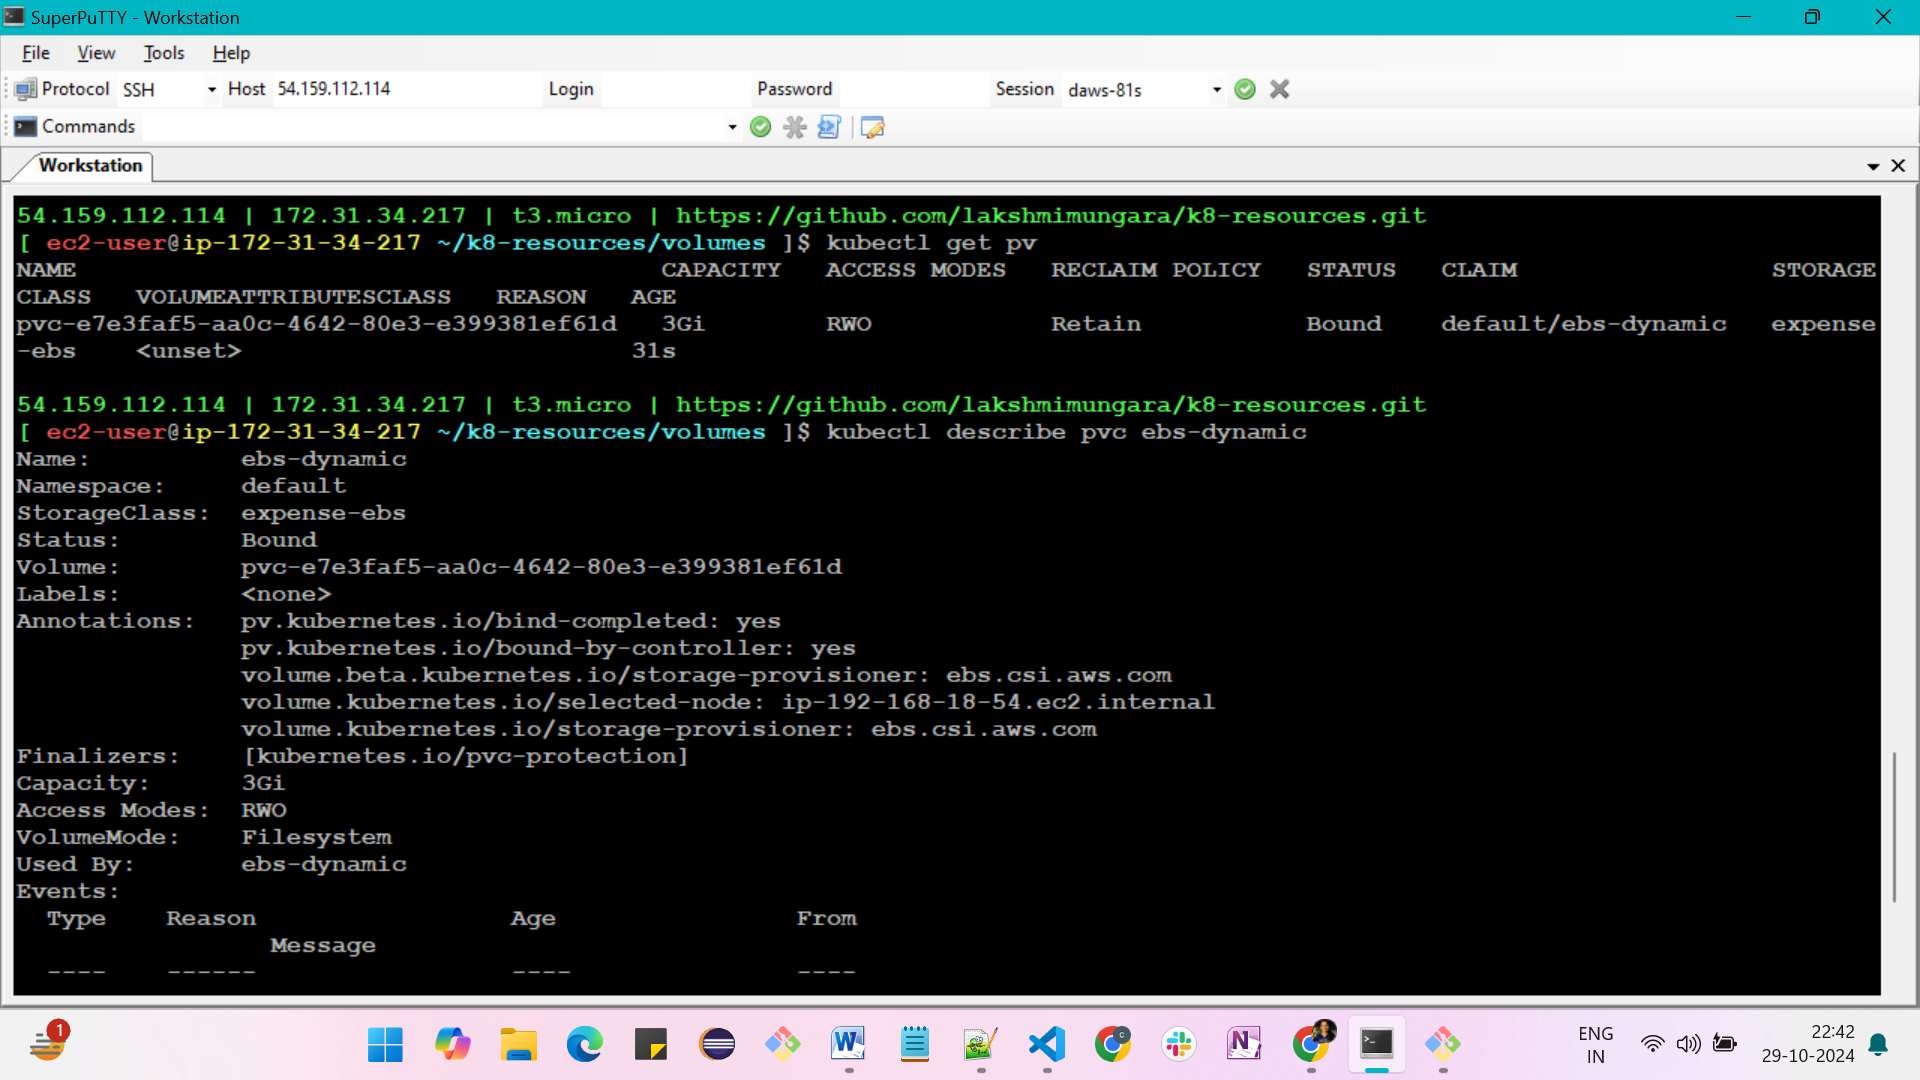 SuperPuTTY - Workstation
File View Tools Help
Protocol SSH Host 54.159.112.114 Login Password Session daws-81s
Commands
Workstation
54.159.112.114 | 172.31.34.217 | t3.micro | https://github.com/lakshmimungara/k8-resources.git
[ ec2-user@ip-172-31-34-217 ~/k8-resources/volumes ]$ kubectl get pv
NAME CAPACITY ACCESS MODES RECLAIM POLICY STATUS CLAIM STORAGE
CLASS VOLUMEATTRIBUTESCLASS REASON AGE
pvc-e7e3faf5-aa0c-4642-80e3-e399381ef61d 3Gi RWO Retain Bound default/ebs-dynamic expense
-ebs <unset> 31s
54.159.112.114 | 172.31.34.217 | t3.micro | https://github.com/lakshmimungara/k8-resources.git
[ ec2-user@ip-172-31-34-217 ~/k8-resources/volumes ]$ kubectl describe pvc ebs-dynamic
Name: ebs-dynamic
Namespace: default
StorageClass: expense-ebs
Status: Bound
Volume: pvc-e7e3faf5-aa0c-4642-80e3-e399381ef61d
Labels: <none>
Annotations: pv.kubernetes.io/bind-completed: yes
pv.kubernetes.io/bound-by-controller: yes
volume.beta.kubernetes.io/storage-provisioner: ebs.csi.aws.com
volume.kubernetes.io/selected-node: ip-192-168-18-54.ec2.internal
volume.kubernetes.io/storage-provisioner: ebs.csi.aws.com
Finalizers: [kubernetes.io/pvc-protection]
Capacity: 3Gi
Access Modes: RWO
VolumeMode: Filesystem
Used By: ebs-dynamic
Events:
Type Reason Age From
Message
---- ------ ---- ----
1
ENG
IN
22:42
29-10-2024